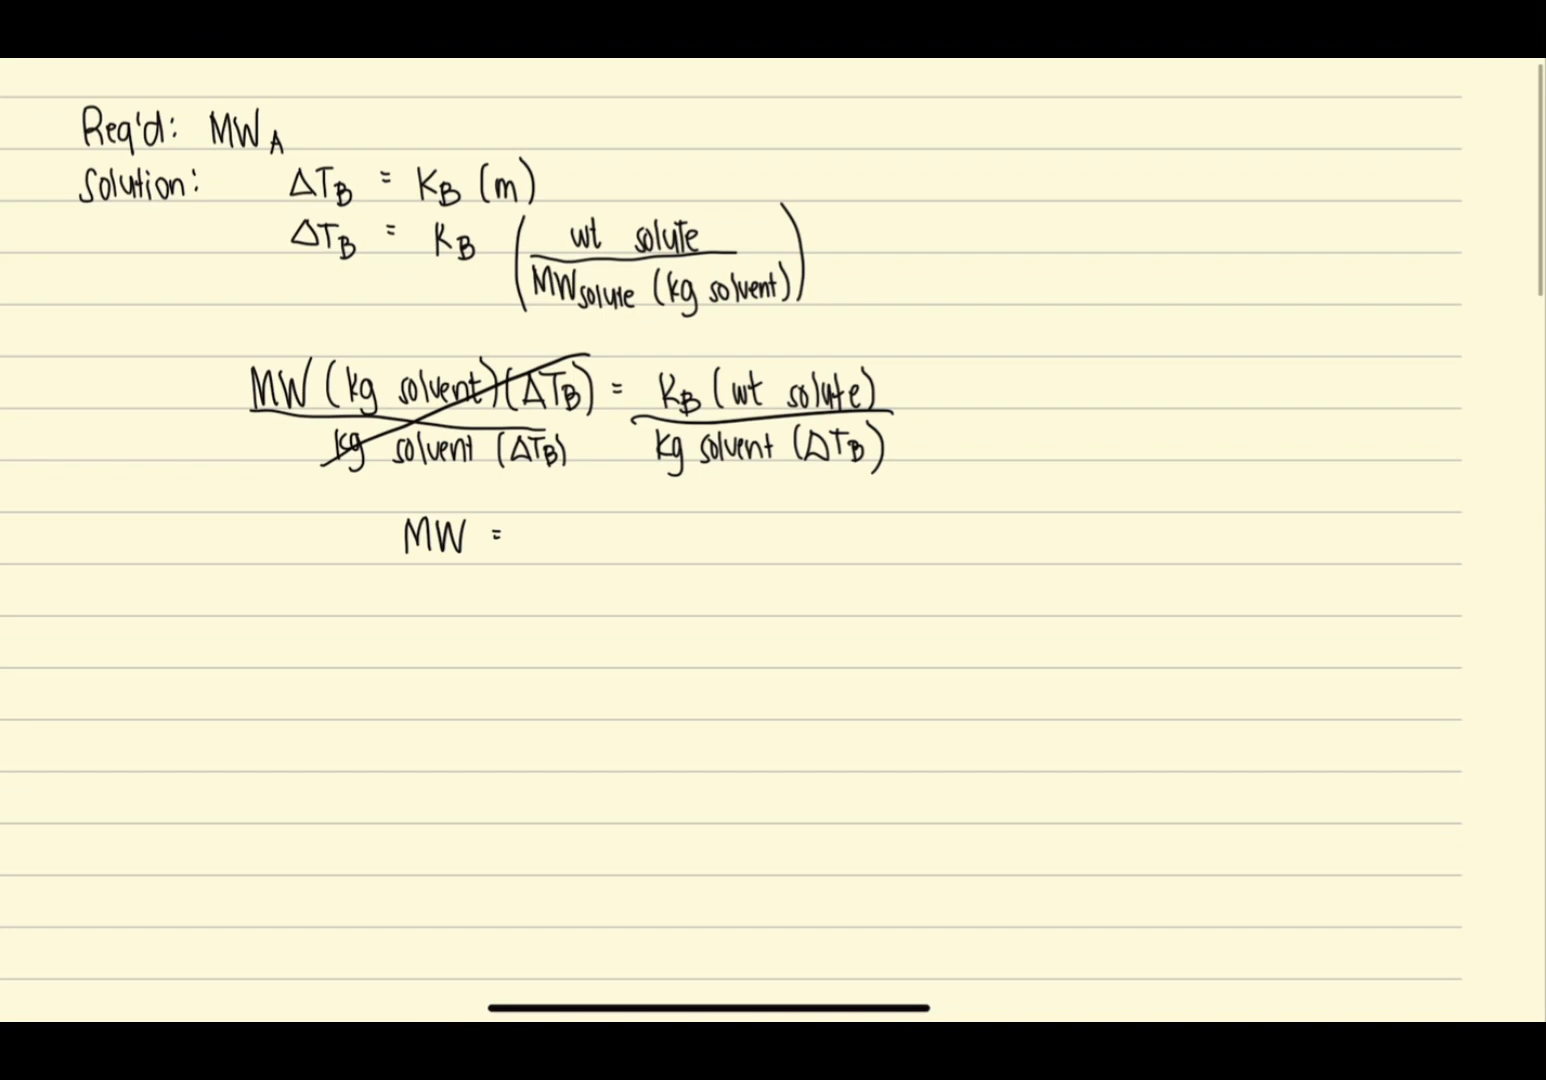 Req'd: MW_A
Solution: ΔT_B = K_B (m)
ΔT_B = K_B (wt solute / MW_solute (kg solvent))
MW (kg solvent)(ΔT_B) / kg solvent (ΔT_B) = K_B (wt solute) / kg solvent (ΔT_B)
MW =